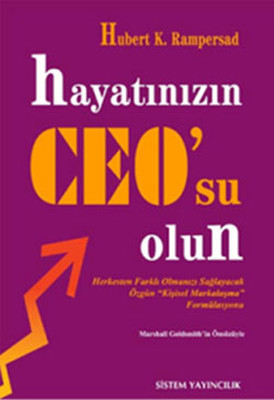 Hubert K. Rampersad
hayatınızın
CEO'su
olun
Herkesten Farklı Olmanızı Sağlayacak
Özgün "Kişisel Markalaşma"
Formülasyonu
Marshall Goldsmith'in Önsözüyle
SİSTEM YAYINCILIK